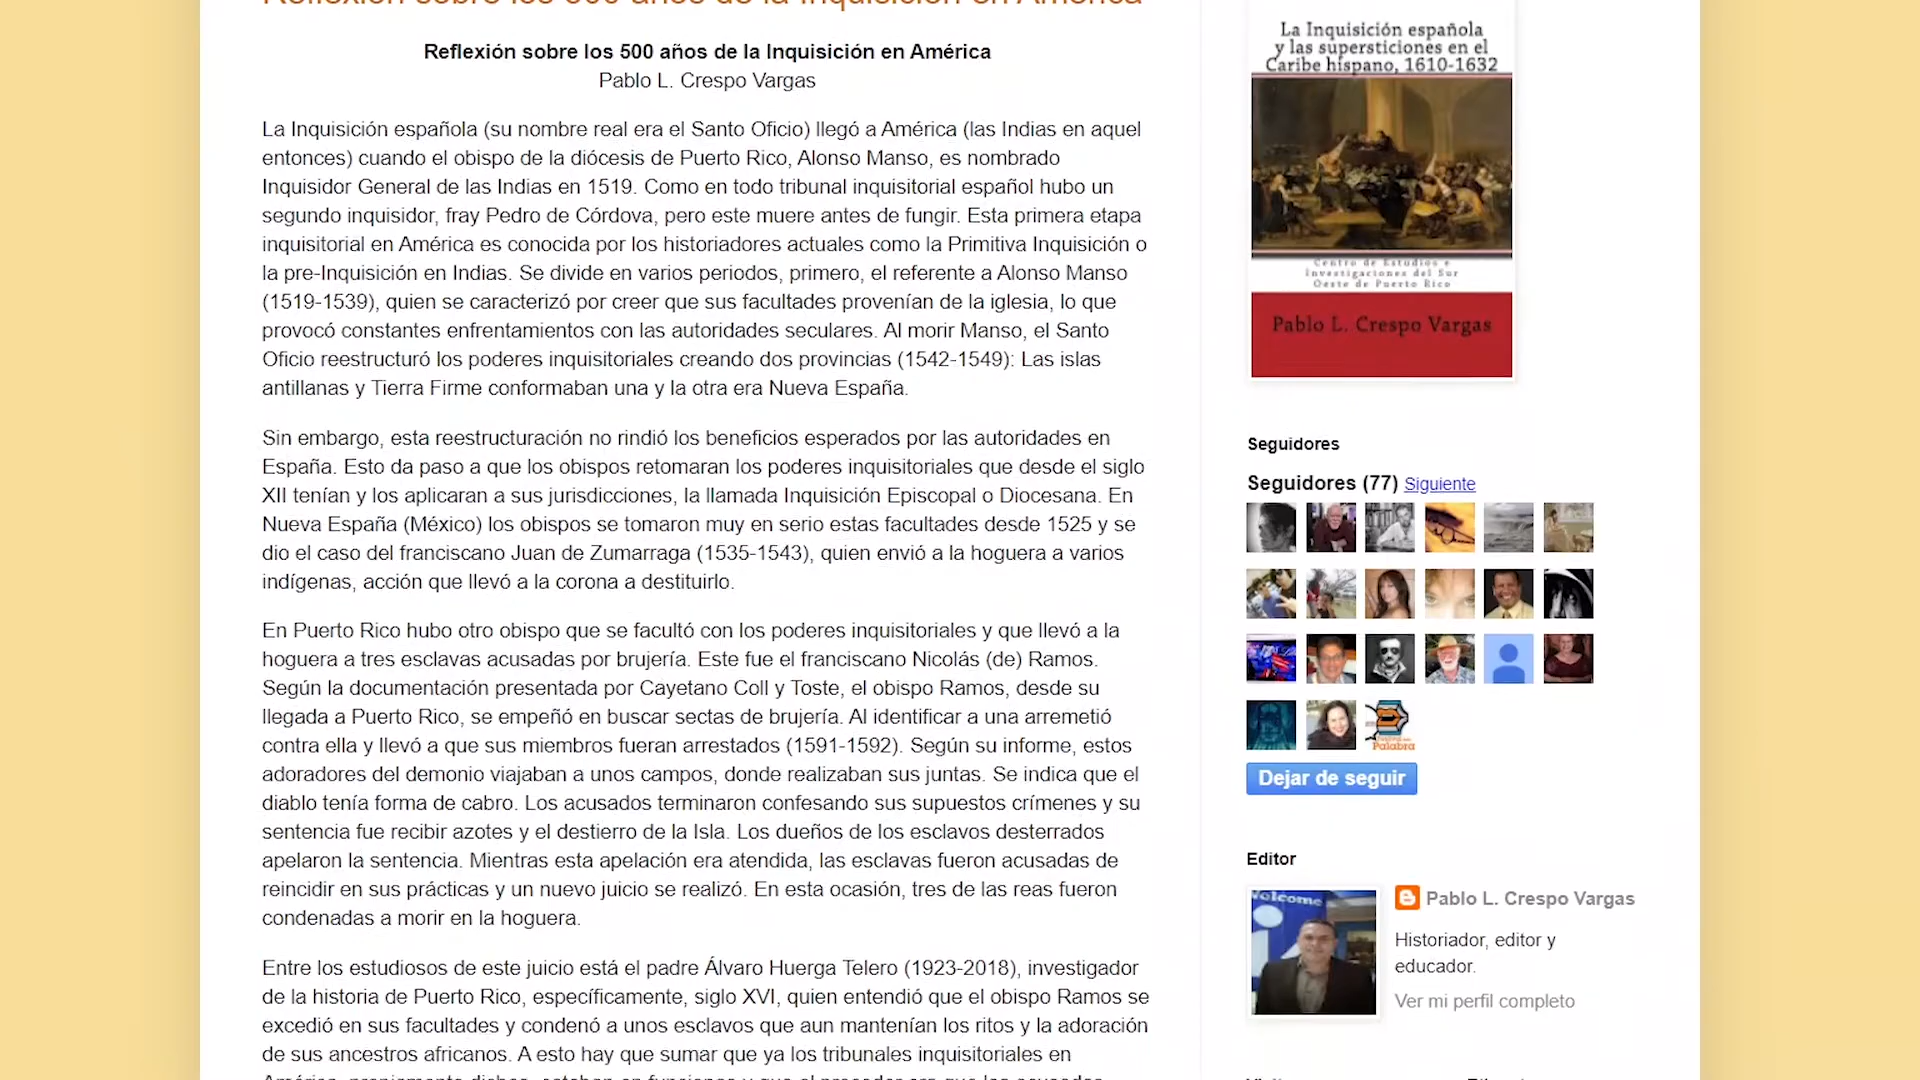 Reflexión sobre los 500 años de la Inquisición en América
Reflexión sobre los 500 años de la Inquisición en América
Pablo L. Crespo Vargas
La Inquisición española (su nombre real era el Santo Oficio) llegó a América (las Indias en aquel
entonces) cuando el obispo de la diócesis de Puerto Rico, Alonso Manso, es nombrado
Inquisidor General de las Indias en 1519. Como en todo tribunal inquisitorial español hubo un
segundo inquisidor, fray Pedro de Córdova, pero este muere antes de fungir. Esta primera etapa
inquisitorial en América es conocida por los historiadores actuales como la Primitiva Inquisición o
la pre-Inquisición en Indias. Se divide en varios periodos, primero, el referente a Alonso Manso
(1519-1539), quien se caracterizó por creer que sus facultades provenían de la iglesia, lo que
provocó constantes enfrentamientos con las autoridades seculares. Al morir Manso, el Santo
Oficio reestructuró los poderes inquisitoriales creando dos provincias (1542-1549): Las islas
antillanas y Tierra Firme conformaban una y la otra era Nueva España.
Sin embargo, esta reestructuración no rindió los beneficios esperados por las autoridades en
España. Esto da paso a que los obispos retomaran los poderes inquisitoriales que desde el siglo
XII tenían y los aplicaran a sus jurisdicciones, la llamada Inquisición Episcopal o Diocesana. En
Nueva España (México) los obispos se tomaron muy en serio estas facultades desde 1525 y se
dio el caso del franciscano Juan de Zumarraga (1535-1543), quien envió a la hoguera a varios
indígenas, acción que llevó a la corona a destituirlo.
En Puerto Rico hubo otro obispo que se facultó con los poderes inquisitoriales y que llevó a la
hoguera a tres esclavas acusadas por brujería. Este fue el franciscano Nicolás (de) Ramos.
Según la documentación presentada por Cayetano Coll y Toste, el obispo Ramos, desde su
llegada a Puerto Rico, se empeñó en buscar sectas de brujería. Al identificar a una arremetió
contra ella y llevó a que sus miembros fueran arrestados (1591-1592). Según su informe, estos
adoradores del demonio viajaban a unos campos, donde realizaban sus juntas. Se indica que el
diablo tenía forma de cabro. Los acusados terminaron confesando sus supuestos crímenes y su
sentencia fue recibir azotes y el destierro de la Isla. Los dueños de los esclavos desterrados
apelaron la sentencia. Mientras esta apelación era atendida, las esclavas fueron acusadas de
reincidir en sus prácticas y un nuevo juicio se realizó. En esta ocasión, tres de las reas fueron
condenadas a morir en la hoguera.
Entre los estudiosos de este juicio está el padre Álvaro Huerga Telero (1923-2018), investigador
de la historia de Puerto Rico, específicamente, siglo XVI, quien entendió que el obispo Ramos se
excedió en sus facultades y condenó a unos esclavos que aun mantenían los ritos y la adoración
de sus ancestros africanos. A esto hay que sumar que ya los tribunales inquisitoriales en
La Inquisición española
y las supersticiones en el
Caribe hispano, 1610-1632
Centro de Estudios e
Investigaciones del Sur
Oeste de Puerto Rico
Pablo L. Crespo Vargas
Seguidores
Seguidores (77) Siguiente
Palabra
Dejar de seguir
Editor
Welcome
Pablo L. Crespo Vargas
Historiador, editor y
educador.
Ver mi perfil completo